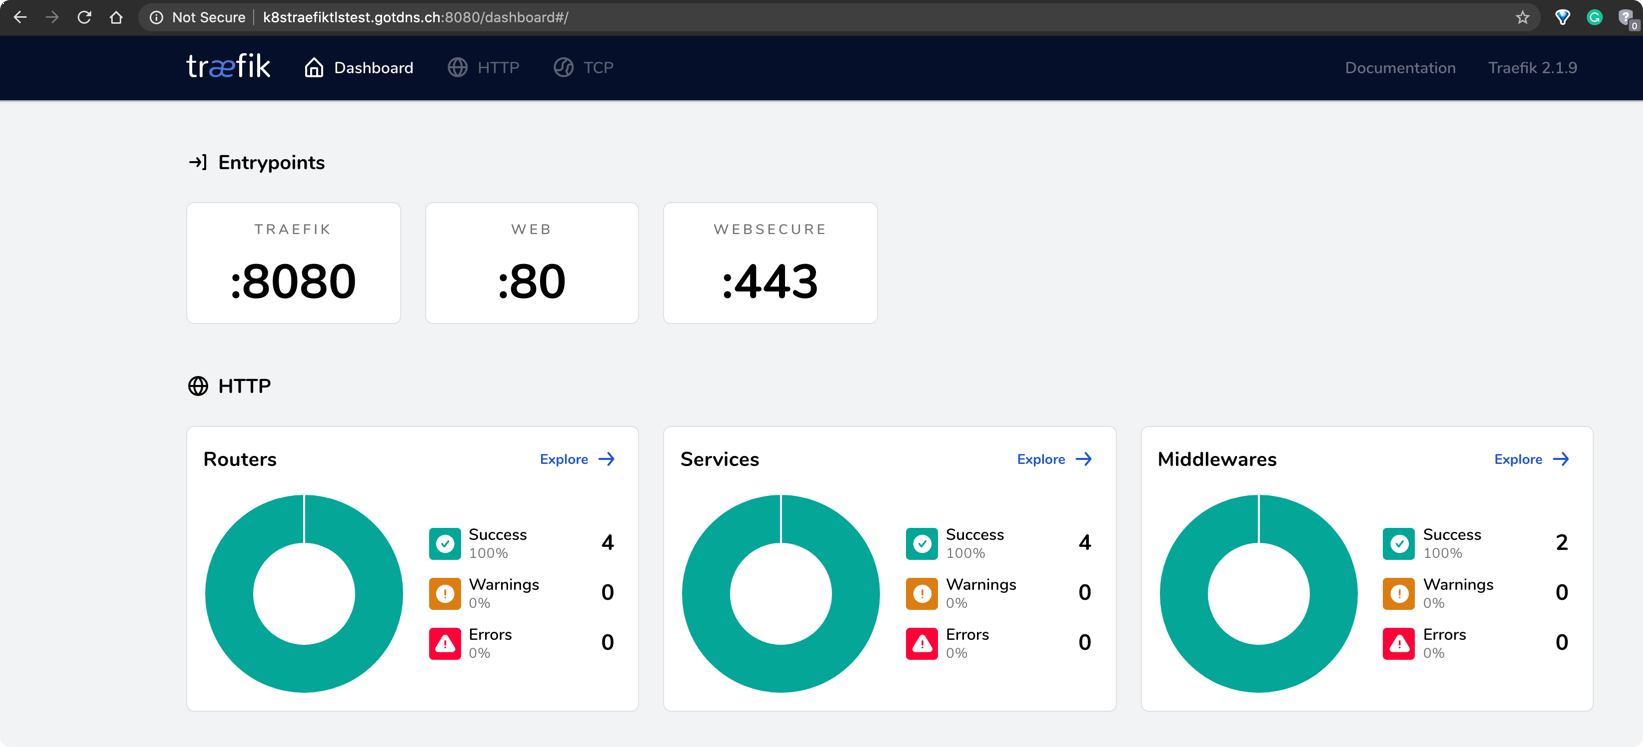 Not Secure k8straefiktlstest.gotdns.ch:8080/dashboard#/
træfik Dashboard HTTP TCP Documentation Traefik 2.1.9
Entrypoints
TRAEFIK
:8080
WEB
:80
WEBSECURE
:443
HTTP
Routers Explore
Success 4
100%
Warnings 0
0%
Errors 0
0%
Services Explore
Success 4
100%
Warnings 0
0%
Errors 0
0%
Middlewares Explore
Success 2
100%
Warnings 0
0%
Errors 0
0%